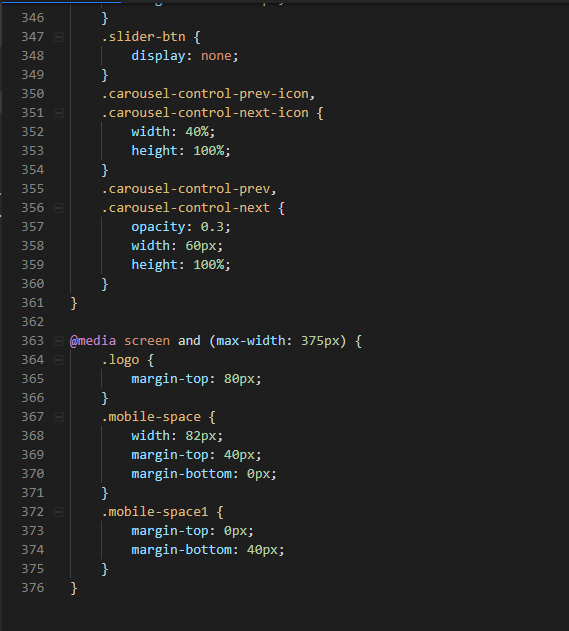 346 }
347 .slider-btn {
348 display: none;
349 }
350 .carousel-control-prev-icon,
351 .carousel-control-next-icon {
352 width: 40%;
353 height: 100%;
354 }
355 .carousel-control-prev,
356 .carousel-control-next {
357 opacity: 0.3;
358 width: 60px;
359 height: 100%;
360 }
361 }
362
363 @media screen and (max-width: 375px) {
364 .logo {
365 margin-top: 80px;
366 }
367 .mobile-space {
368 width: 82px;
369 margin-top: 40px;
370 margin-bottom: 0px;
371 }
372 .mobile-space1 {
373 margin-top: 0px;
374 margin-bottom: 40px;
375 }
376 }